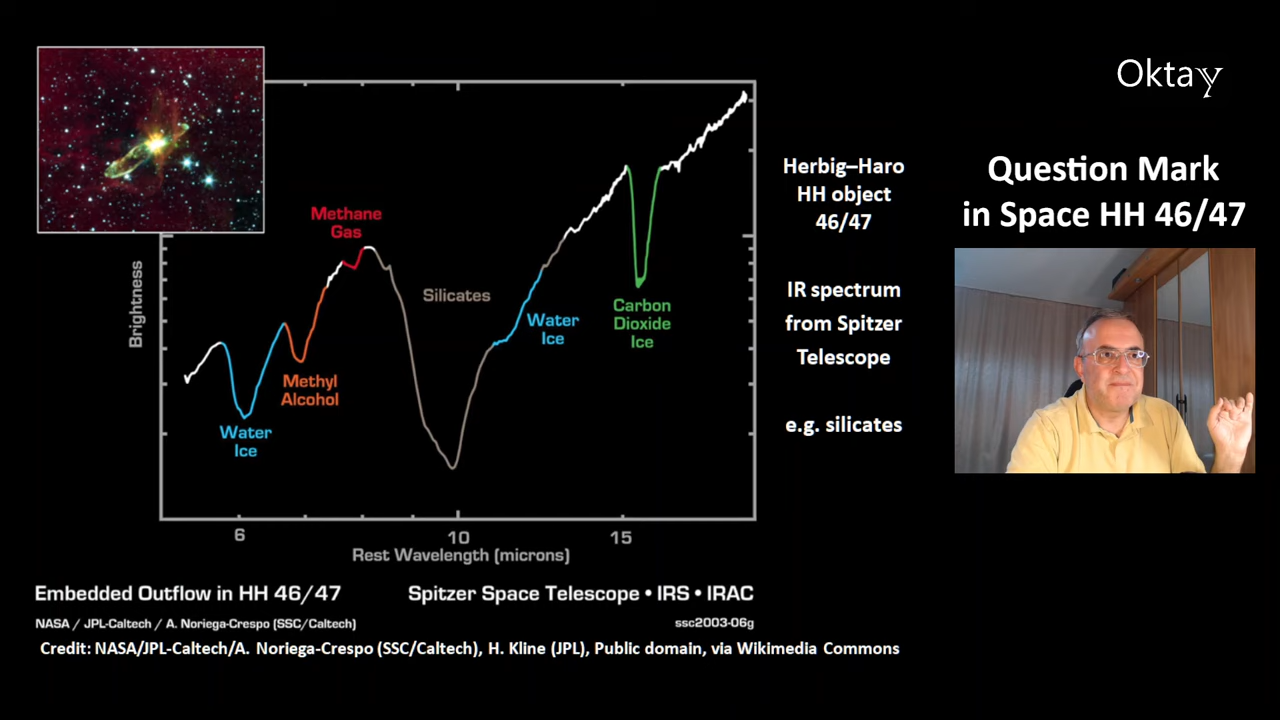 Oktay
Question Mark
in Space HH 46/47
Herbig–Haro
HH object
46/47
IR spectrum
from Spitzer
Telescope
e.g. silicates
Methane
Gas
Silicates
Water
Ice
Carbon
Dioxide
Ice
Methyl
Alcohol
Water
Ice
Brightness
6
10
15
Rest Wavelength (microns)
Embedded Outflow in HH 46/47
Spitzer Space Telescope • IRS • IRAC
NASA / JPL-Caltech / A. Noriega-Crespo (SSC/Caltech)
ssc2003-06g
Credit: NASA/JPL-Caltech/A. Noriega-Crespo (SSC/Caltech), H. Kline (JPL), Public domain, via Wikimedia Commons